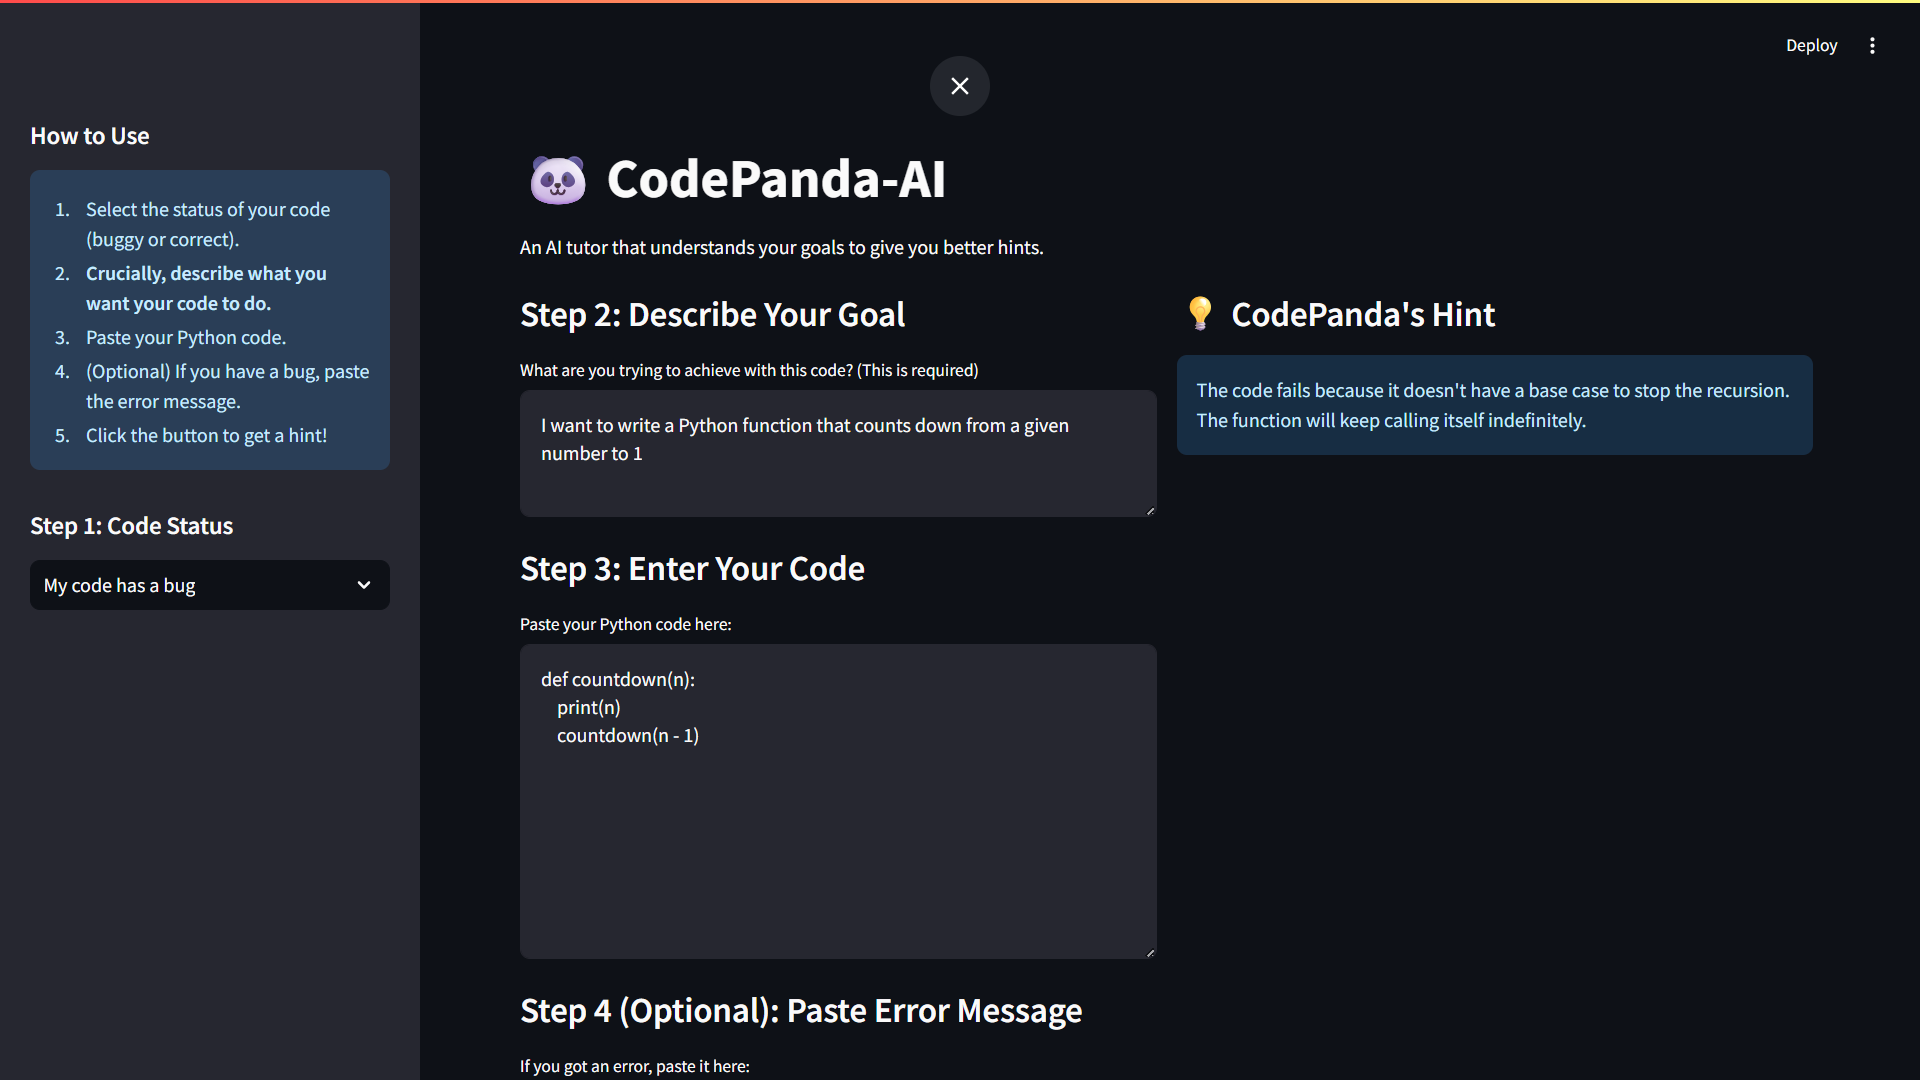 Deploy
How to Use
1. Select the status of your code
(buggy or correct).
2. Crucially, describe what you
want your code to do.
3. Paste your Python code.
4. (Optional) If you have a bug, paste
the error message.
5. Click the button to get a hint!
Step 1: Code Status
My code has a bug
CodePanda-AI
An AI tutor that understands your goals to give you better hints.
Step 2: Describe Your Goal
What are you trying to achieve with this code? (This is required)
I want to write a Python function that counts down from a given
number to 1
Step 3: Enter Your Code
Paste your Python code here:
def countdown(n):
    print(n)
    countdown(n - 1)
Step 4 (Optional): Paste Error Message
If you got an error, paste it here:
CodePanda's Hint
The code fails because it doesn't have a base case to stop the recursion.
The function will keep calling itself indefinitely.